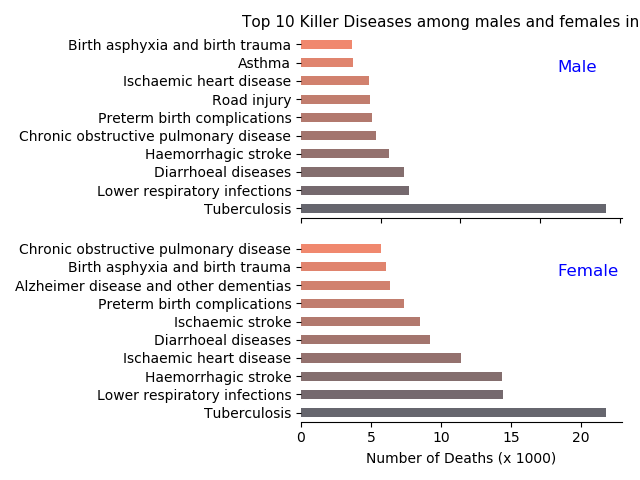 Top 10 Killer Diseases among males and females in
Birth asphyxia and birth trauma
Asthma
Male
Ischaemic heart disease
Road injury
Preterm birth complications
Chronic obstructive pulmonary disease
Haemorrhagic stroke
Diarrhoeal diseases
Lower respiratory infections
Tuberculosis
Chronic obstructive pulmonary disease
Birth asphyxia and birth trauma
Female
Alzheimer disease and other dementias
Preterm birth complications
Ischaemic stroke
Diarrhoeal diseases
Ischaemic heart disease
Haemorrhagic stroke
Lower respiratory infections
Tuberculosis
0 5 10 15 20
Number of Deaths (x 1000)